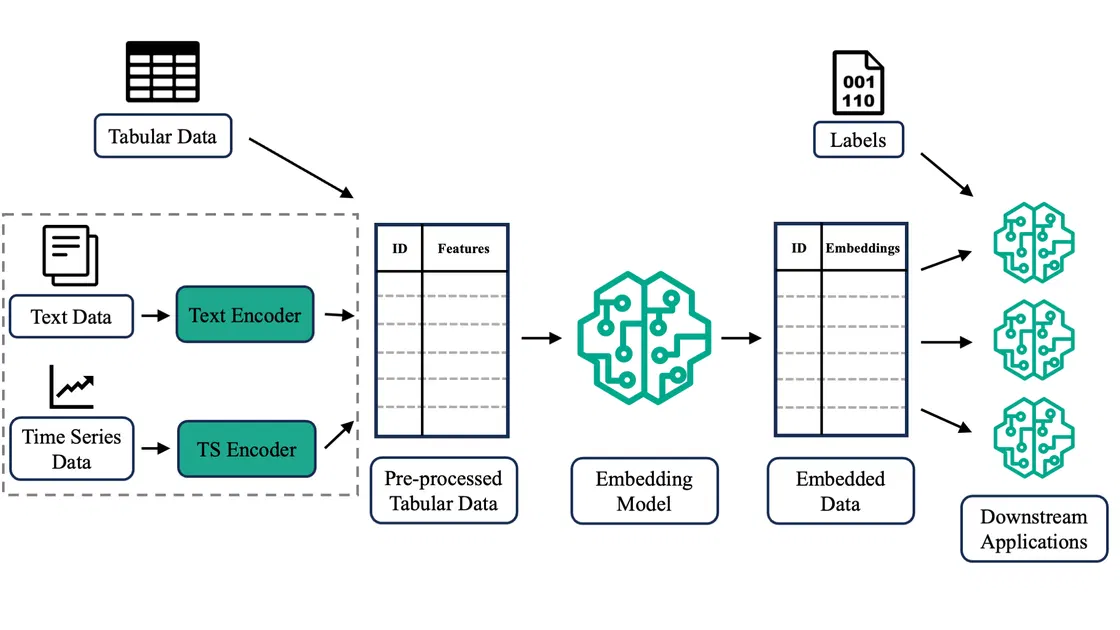 001
110
Tabular Data
Labels
ID
Features
ID
Embeddings
Text Data
Text Encoder
Time Series
Data
TS Encoder
Pre-processed
Tabular Data
Embedding
Model
Embedded
Data
Downstream
Applications